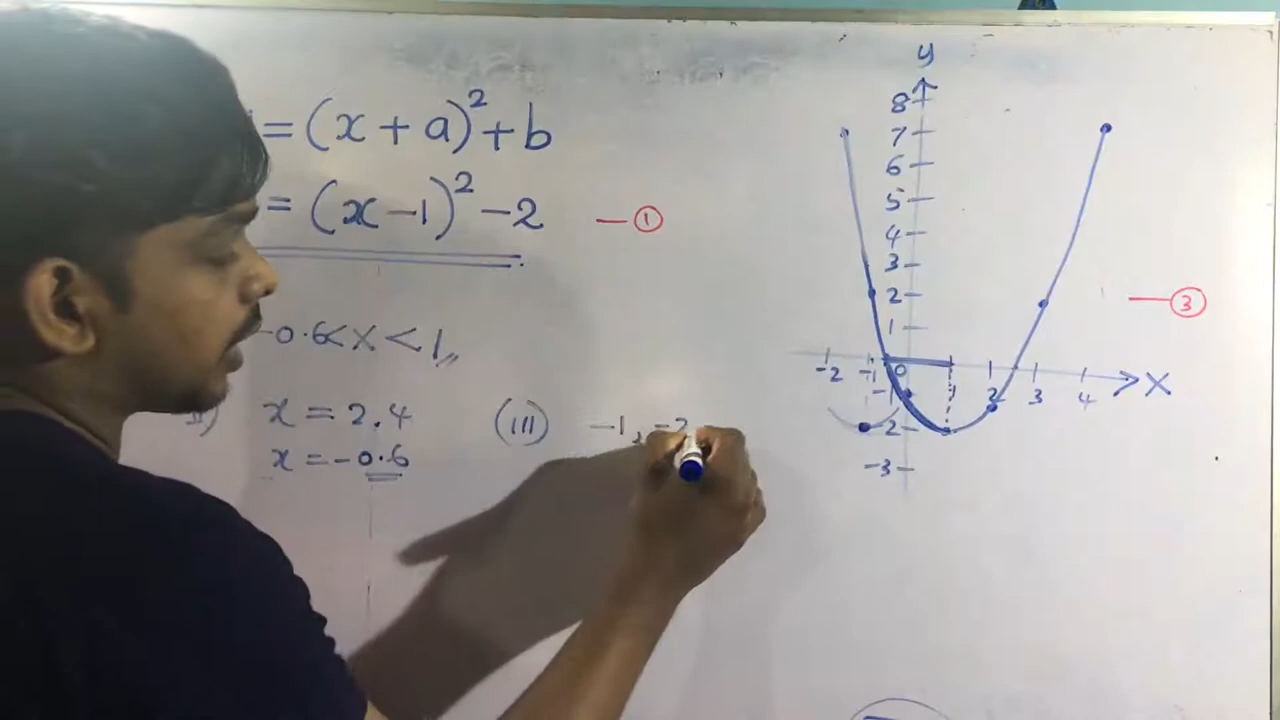 = (x + a)² + b
= (x - 1)² - 2 — ①
-0.6 < x < 1,,
x = 2.4
x = -0.6
(III) -1, -2
y
8
7
6
5
4
3
2
1
-2 -1 0 1 2 3 4 X
-1
-2
-3
— ③